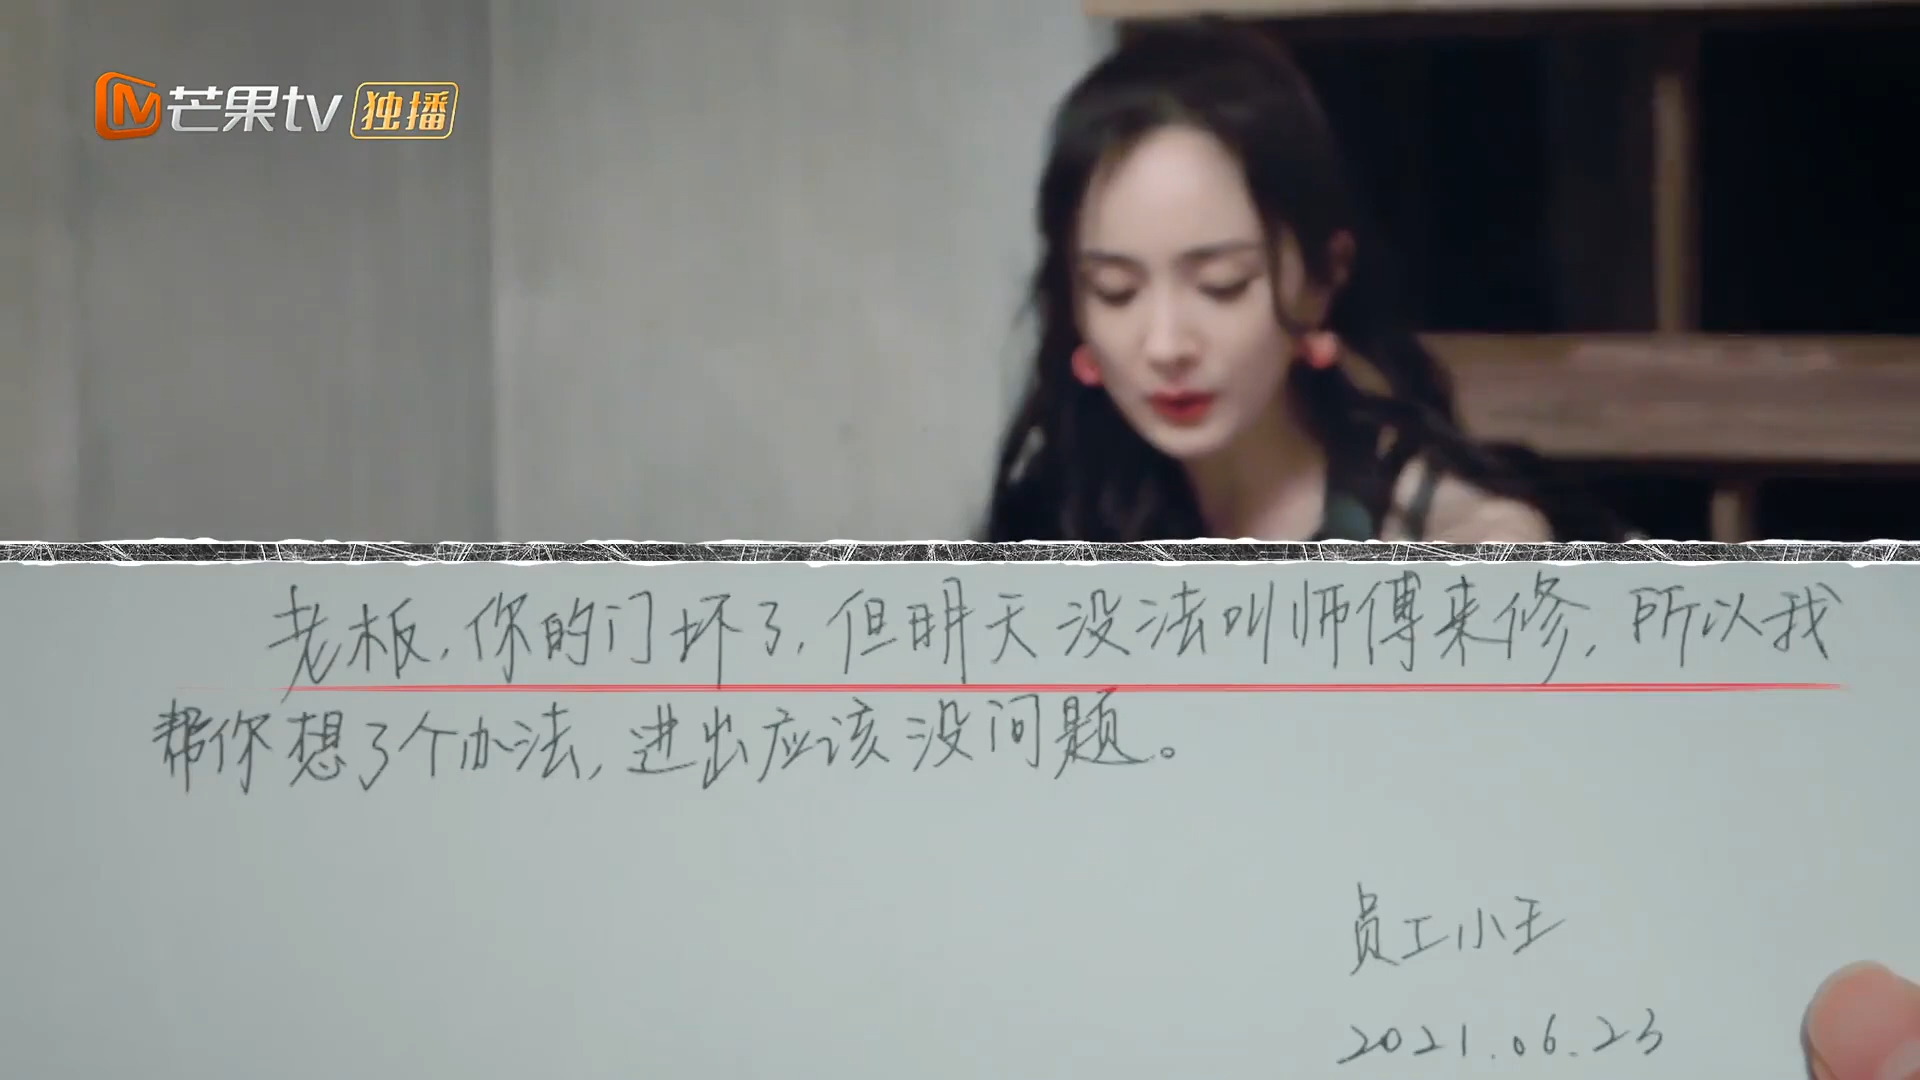 芒果tv 独播
老板，你的门坏了，但明天没法叫师傅来修，所以我
帮你想了个办法，进出应该没问题。
员工小王
2021.06.23